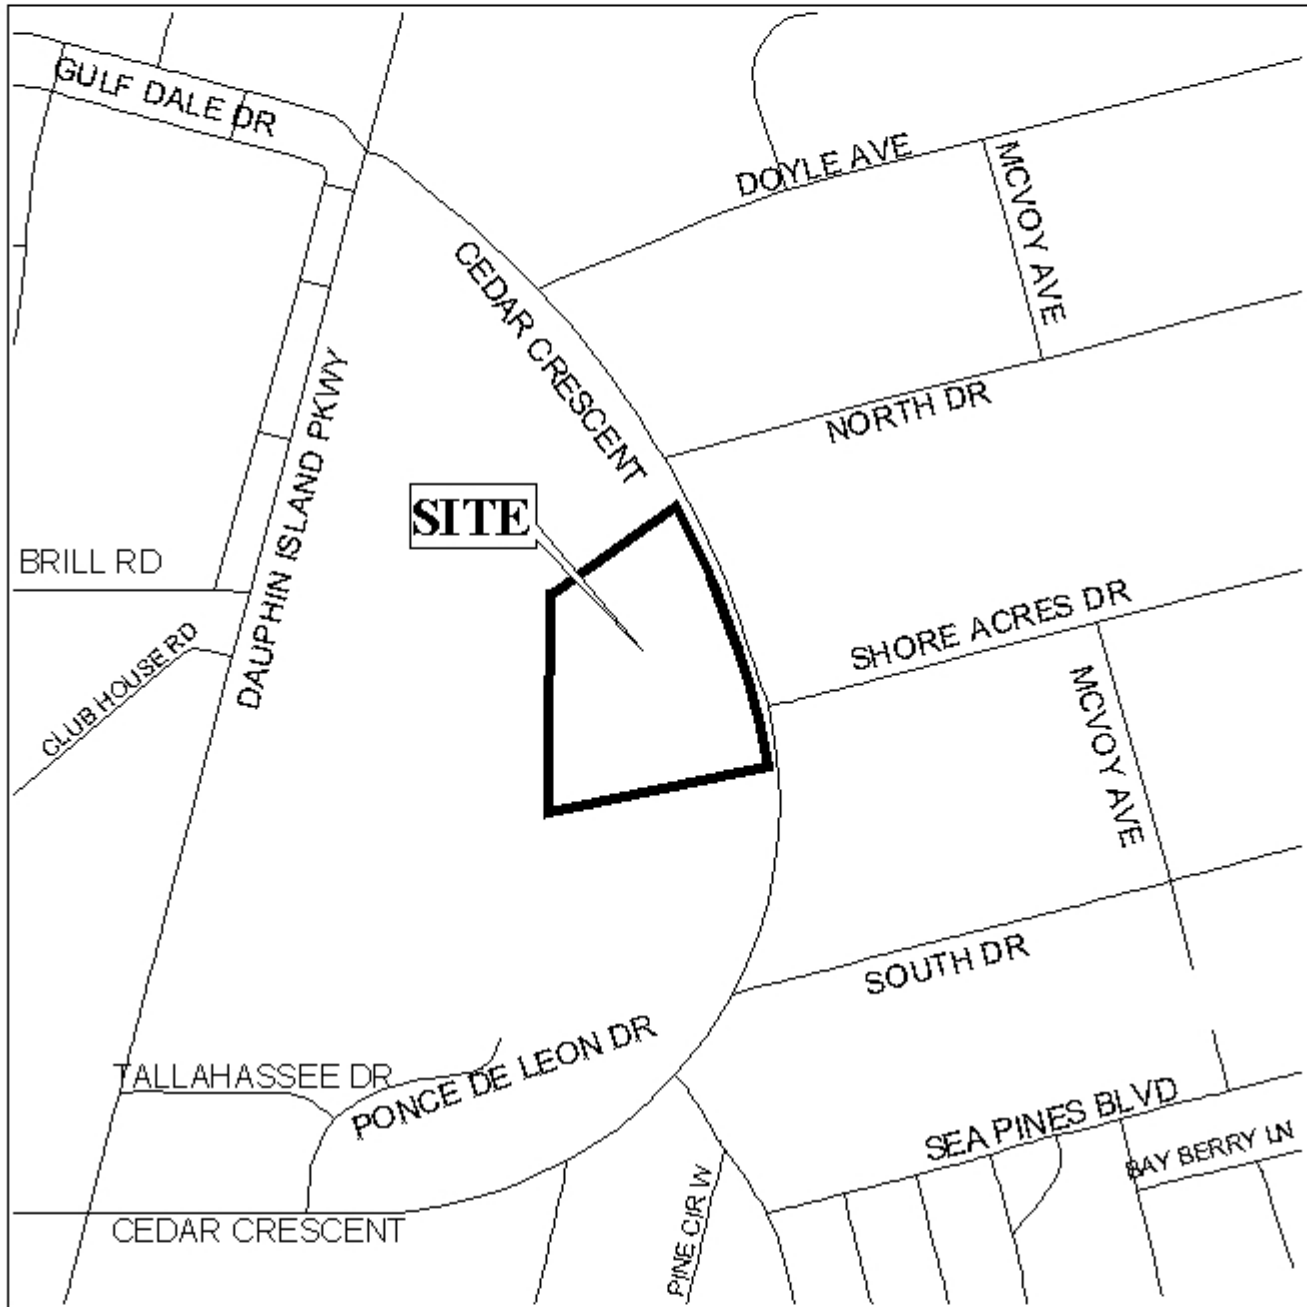 GULF DALE DR
DOYLE AVE
MCVOY AVE
CEDAR CRESCENT
NORTH DR
DAUPHIN ISLAND PKWY
SITE
BRILL RD
SHORE ACRES DR
CLUB HOUSE RD
MCVOY AVE
SOUTH DR
PONCE DE LEON DR
TALLAHASSEE DR
SEA PINES BLVD
BAY BERRY LN
PINE CIR W
CEDAR CRESCENT